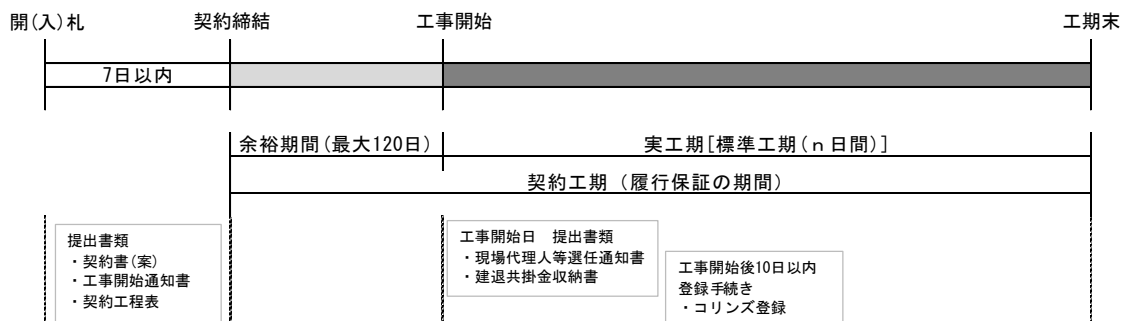 開(入)札 契約締結 工事開始 工期末
7日以内
余裕期間(最大120日) 実工期[標準工期(n日間)]
契約工期(履行保証の期間)
提出書類
・契約書(案)
・工事開始通知書
・契約工程表
工事開始日 提出書類
・現場代理人等選任通知書
・建退共掛金収納書
工事開始後10日以内
登録手続き
・コリンズ登録